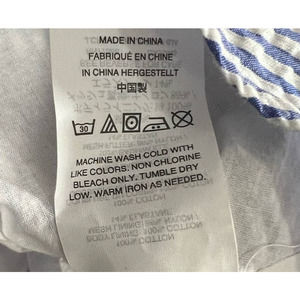 MADE IN CHINA
FABRIQUÉ EN CHINE
IN CHINA HERGESTELLT
中国製
30
MACHINE WASH COLD WITH
LIKE COLORS. NON CHLORINE
BLEACH ONLY. TUMBLE DRY
LOW. WARM IRON AS NEEDED.